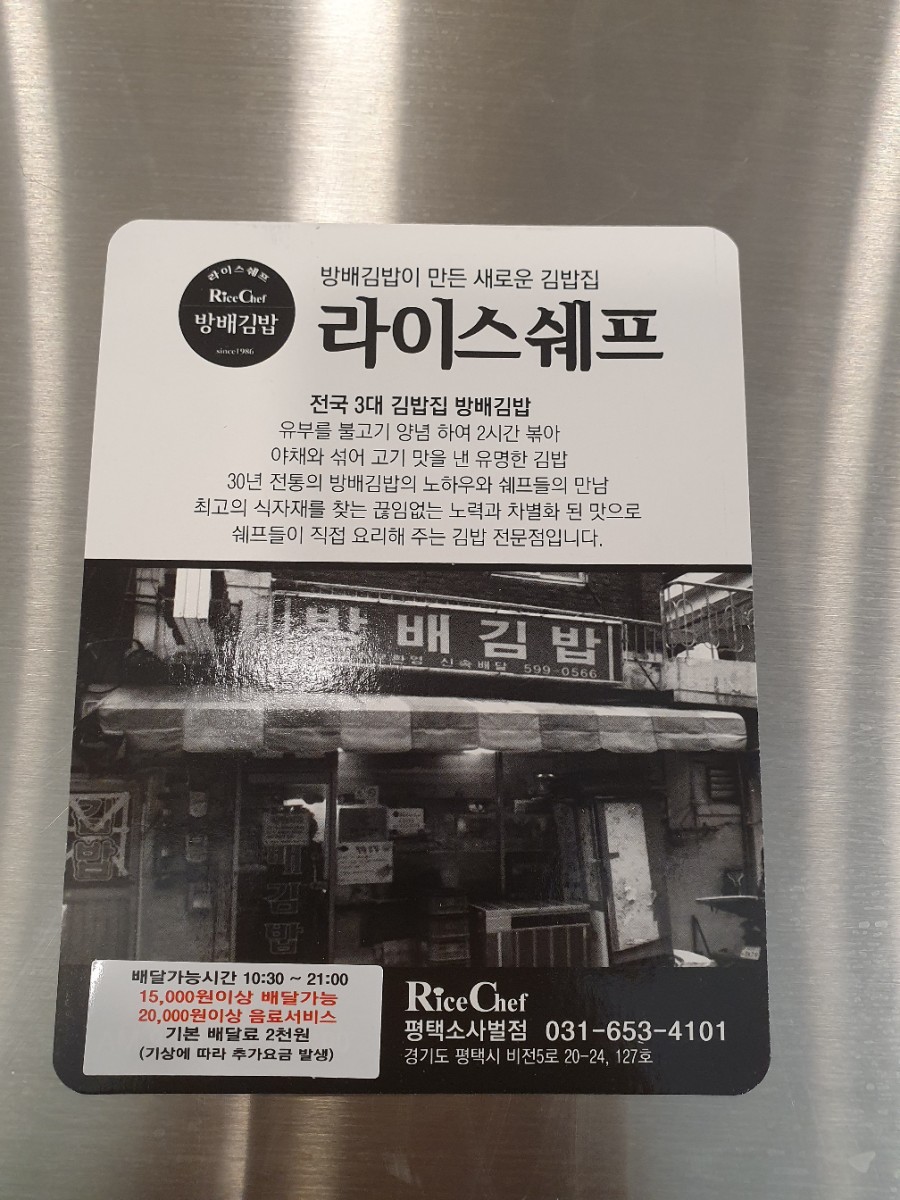 라이스쉐프
RiceChef
방배김밥
since1986
방배김밥이 만든 새로운 김밥집
라이스쉐프
전국 3대 김밥집 방배김밥
유부를 불고기 양념 하여 2시간 볶아
야채와 섞어 고기 맛을 낸 유명한 김밥
30년 전통의 방배김밥의 노하우와 쉐프들의 만남
최고의 식자재를 찾는 끊임없는 노력과 차별화 된 맛으로
쉐프들이 직접 요리해 주는 김밥 전문점입니다.
방배김밥
환영 신속배달 599-0566
김밥
배김밥
배달가능시간 10:30 ~ 21:00
15,000원이상 배달가능
20,000원이상 음료서비스
기본 배달료 2천원
(기상에 따라 추가요금 발생)
RiceChef
평택소사벌점 031-653-4101
경기도 평택시 비전5로 20-24, 127호